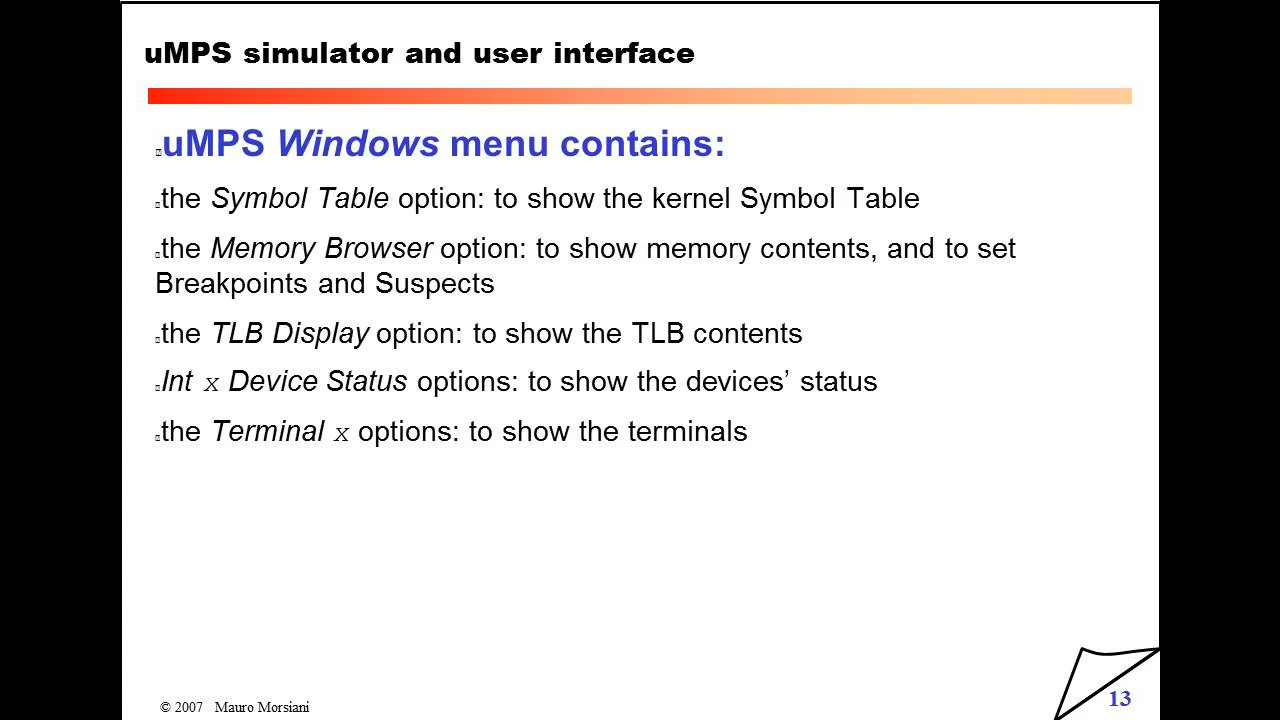 uMPS simulator and user interface
uMPS Windows menu contains:
the Symbol Table option: to show the kernel Symbol Table
the Memory Browser option: to show memory contents, and to set
Breakpoints and Suspects
the TLB Display option: to show the TLB contents
Int x Device Status options: to show the devices’ status
the Terminal x options: to show the terminals
© 2007 Mauro Morsiani
13